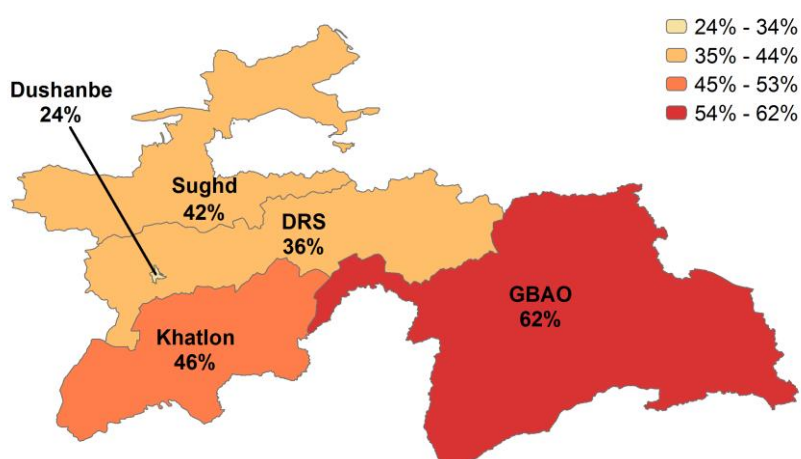 24% - 34%
35% - 44%
45% - 53%
54% - 62%
Dushanbe
24%
Sughd
42%
DRS
36%
GBAO
62%
Khatlon
46%